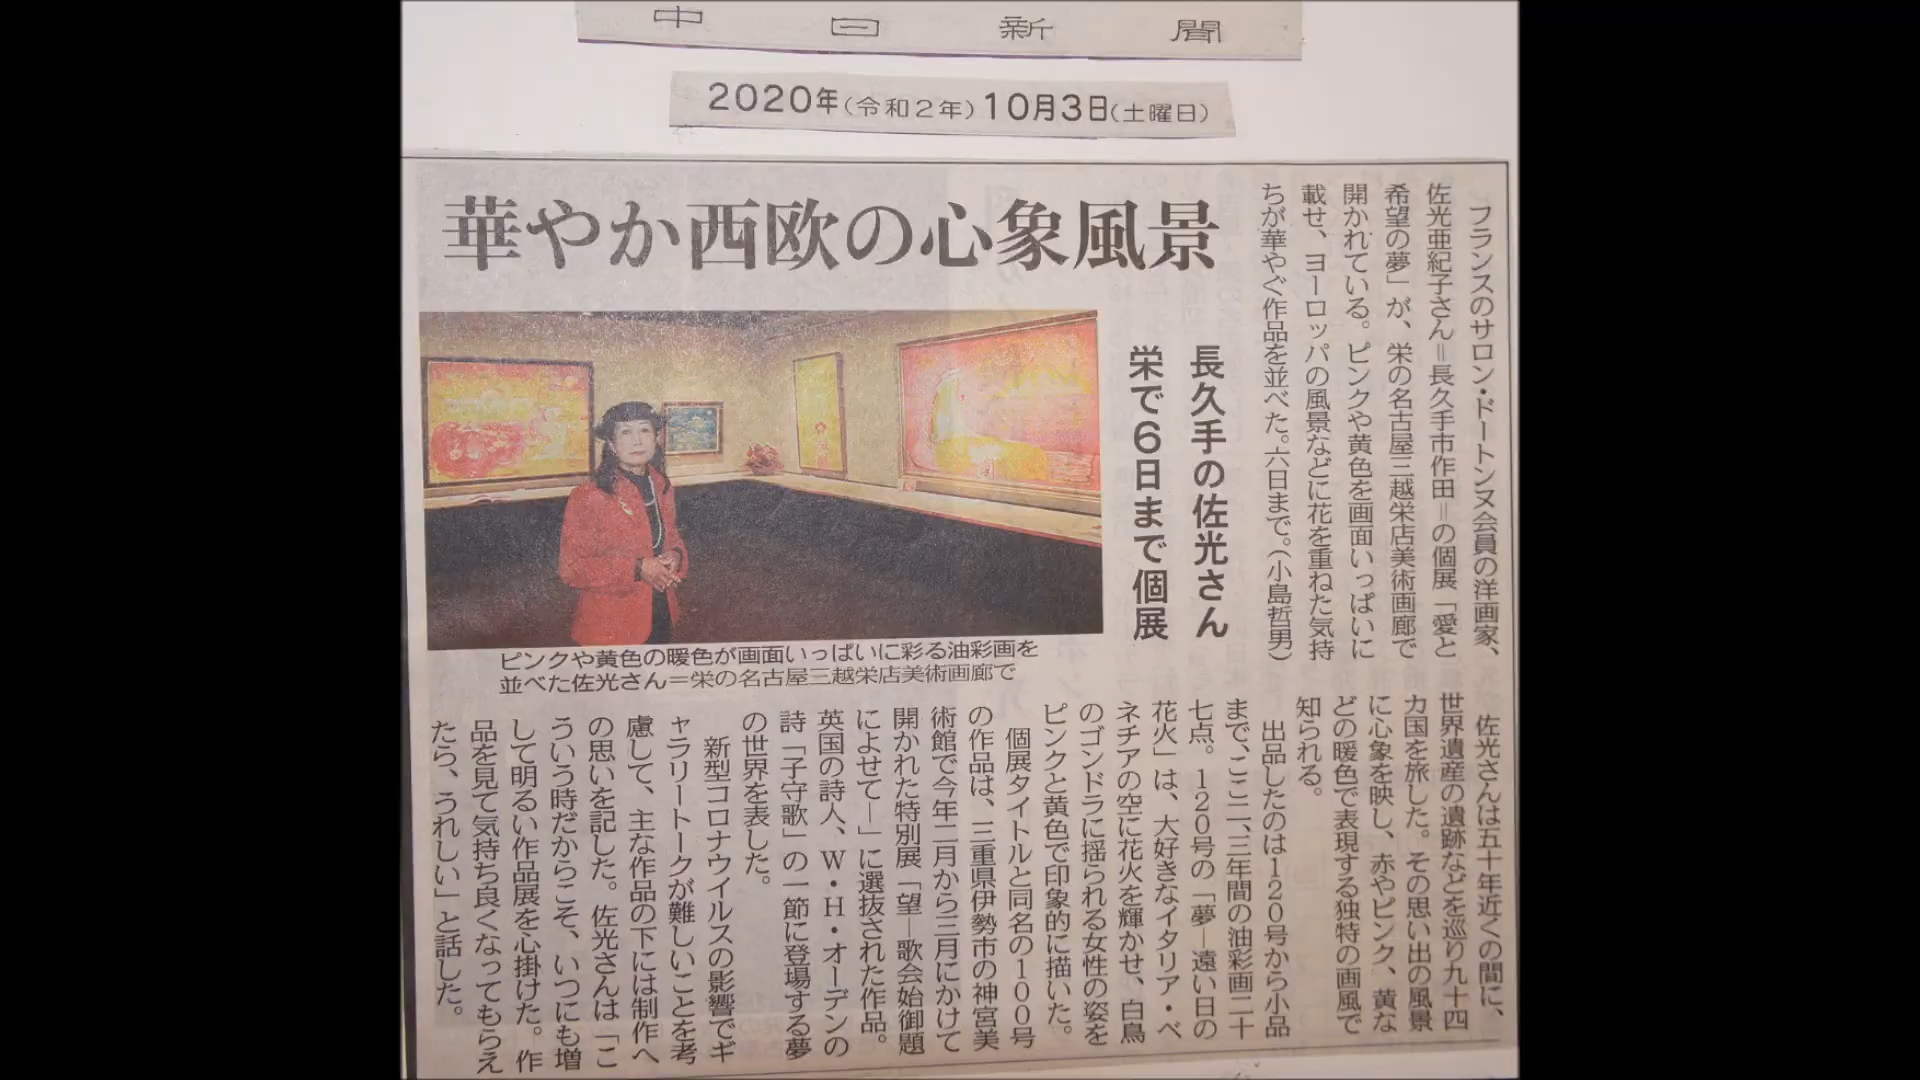 中日新聞
2020年(令和2年)10月3日(土曜日)
華やか西欧の心象風景
長久手の佐光さん
栄で6日まで個展
フランスのサロン・ドートンヌ会員の洋画家、
佐光亜紀子さん=長久手市作田=の個展「愛と
希望の夢」が、栄の名古屋三越栄店美術画廊で
開かれている。ピンクや黄色を画面いっぱいに
載せ、ヨーロッパの風景などに花を重ねた気持
ちが華やぐ作品を並べた。六日まで。(小島哲男)
ピンクや黄色の暖色が画面いっぱいに彩る油彩画を
並べた佐光さん=栄の名古屋三越栄店美術画廊で
佐光さんは五十年近くの間に、
世界遺産の遺跡などを巡り九十四
カ国を旅した。その思い出の風景
に心象を映し、赤やピンク、黄な
どの暖色で表現する独特の画風で
知られる。
出品したのは120号から小品
まで、ここ二、三年間の油彩画二十
七点。120号の「夢―遠い日の
花火」は、大好きなイタリア・ベ
ネチアの空に花火を輝かせ、白鳥
のゴンドラに揺られる女性の姿を
ピンクと黄色で印象的に描いた。
個展タイトルと同名の100号
の作品は、三重県伊勢市の神宮美
術館で今年二月から三月にかけて
開かれた特別展「望―歌会始御題
によせて―」に選抜された作品。
英国の詩人、W・H・オーデンの
詩「子守歌」の一節に登場する夢
の世界を表した。
新型コロナウイルスの影響でギ
ャラリートークが難しいことを考
慮して、主な作品の下には制作へ
の思いを記した。佐光さんは「こ
ういう時だからこそ、いつにも増
して明るい作品展を心掛けた。作
品を見て気持ち良くなってもらえ
たら、うれしい」と話した。